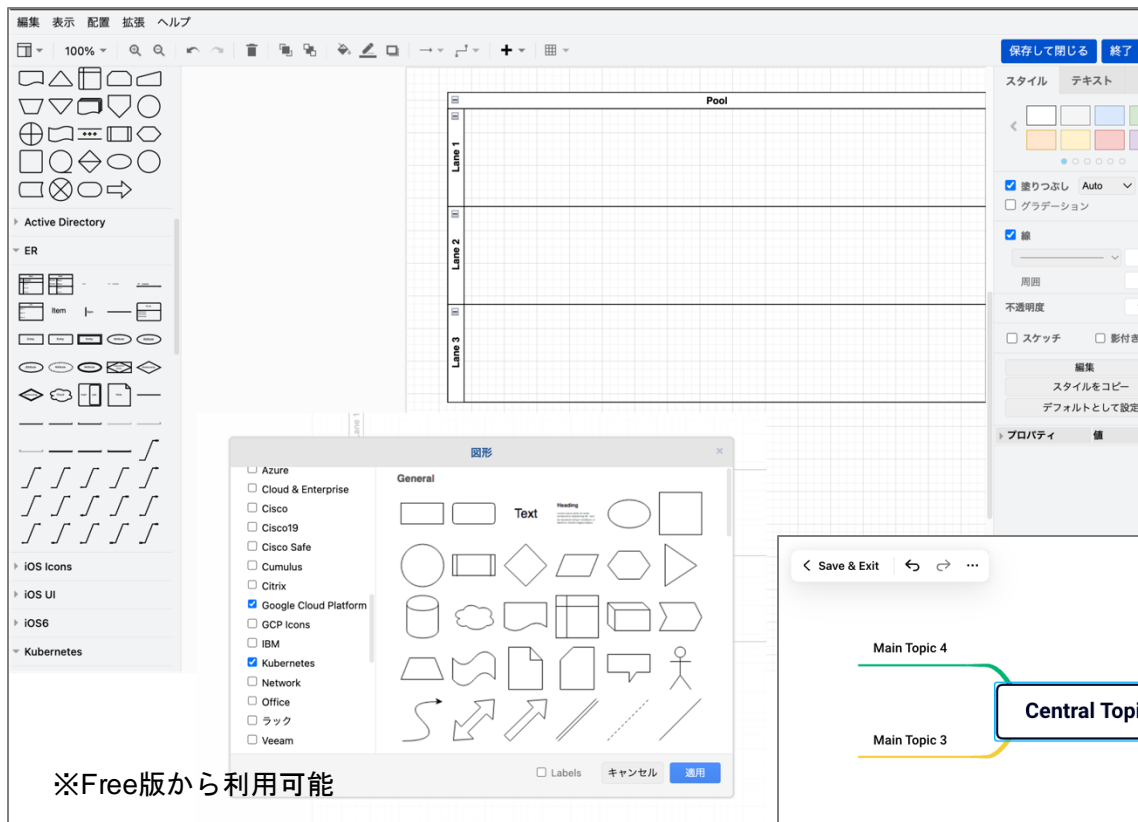 編集 表示 配置 拡張 ヘルプ
100%
保存して閉じる 終了
スタイル テキスト
Pool
Lane 1
Lane 2
Lane 3
Active Directory
ER
Item
iOS Icons
iOS UI
iOS6
Kubernetes
塗りつぶし Auto
グラデーション
線
周囲
不透明度
スケッチ 影付き
編集
スタイルをコピー
デフォルトとして設定
プロパティ 値
Lane 1
図形
Azure
Cloud & Enterprise
Cisco
Cisco19
Cisco Safe
Cumulus
Citrix
Google Cloud Platform
GCP Icons
IBM
Kubernetes
Network
Office
ラック
Veeam
General
Text
Heading
Labels キャンセル 適用
Save & Exit
Main Topic 4
Central Topi
Main Topic 3
※Free版から利用可能